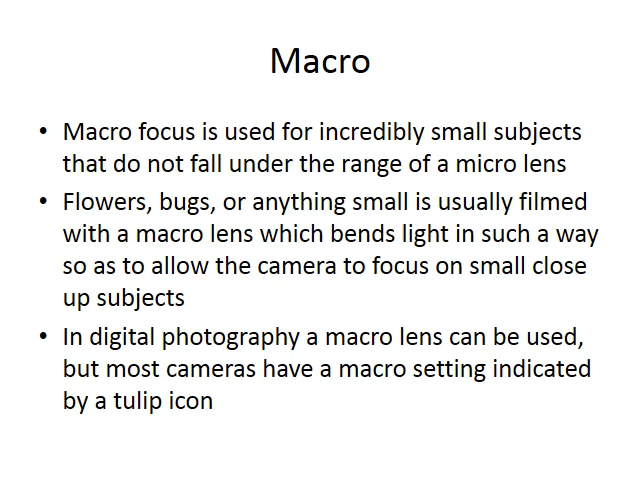 Macro
• Macro focus is used for incredibly small subjects
that do not fall under the range of a micro lens
• Flowers, bugs, or anything small is usually filmed
with a macro lens which bends light in such a way
so as to allow the camera to focus on small close
up subjects
• In digital photography a macro lens can be used,
but most cameras have a macro setting indicated
by a tulip icon